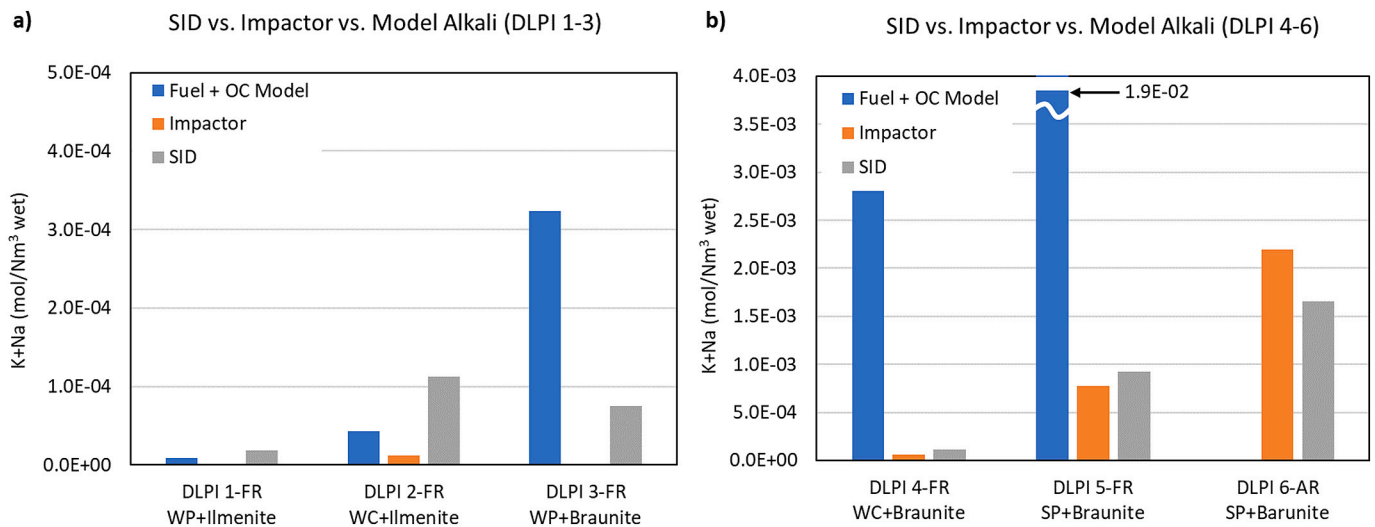 a)
SID vs. Impactor vs. Model Alkali (DLPI 1-3)
K+Na (mol/Nm³ wet)
5.0E-04
4.0E-04
3.0E-04
2.0E-04
1.0E-04
0.0E+00
Fuel + OC Model
Impactor
SID
DLPI 1-FR
WP+Ilmenite
DLPI 2-FR
WC+Ilmenite
DLPI 3-FR
WP+Braunite
b)
SID vs. Impactor vs. Model Alkali (DLPI 4-6)
K+Na (mol/Nm³ wet)
4.0E-03
3.5E-03
3.0E-03
2.5E-03
2.0E-03
1.5E-03
1.0E-03
5.0E-04
0.0E+00
Fuel + OC Model
Impactor
SID
1.9E-02
DLPI 4-FR
WC+Braunite
DLPI 5-FR
SP+Braunite
DLPI 6-AR
SP+Barunite